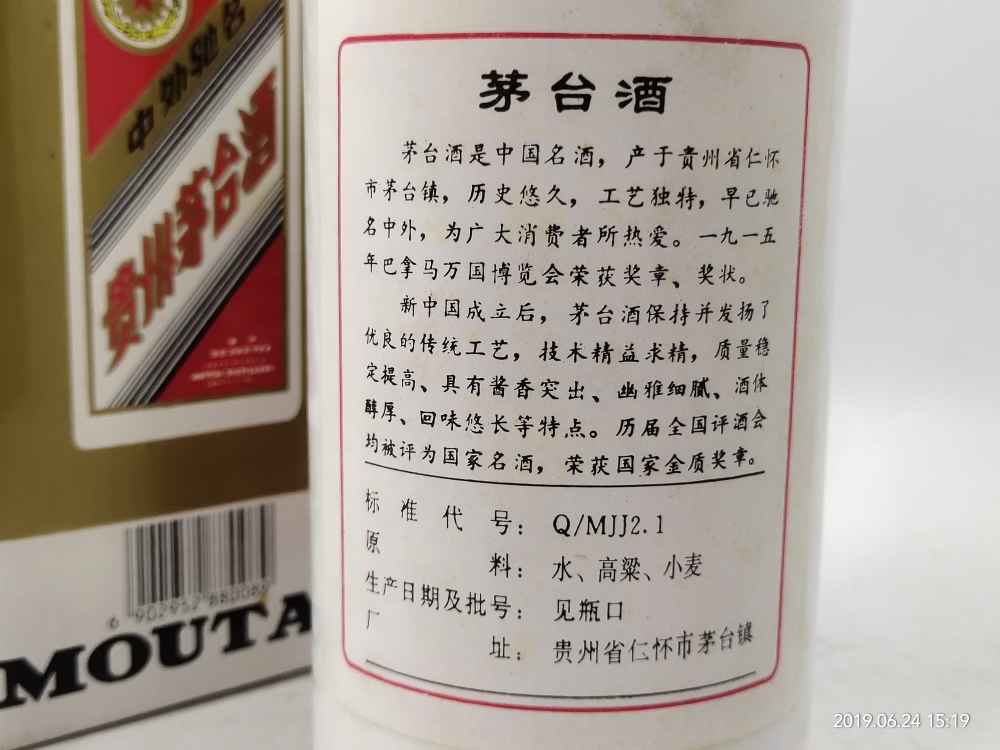 茅台酒
茅台酒是中国名酒，产于贵州省仁怀
市茅台镇，历史悠久，工艺独特，早已驰
名中外，为广大消费者所热爱。一九一五
年巴拿马万国博览会荣获奖章、奖状。
新中国成立后，茅台酒保持并发扬了
优良的传统工艺，技术精益求精，质量稳
定提高、具有酱香突出、幽雅细腻、酒体
醇厚、回味悠长等特点。历届全国评酒会
均被评为国家名酒，荣获国家金质奖章。
标准代号：Q/MJJ2.1
原料：水、高粱、小麦
生产日期及批号：见瓶口
厂址：贵州省仁怀市茅台镇
中外驰名
贵州茅台酒
MOUTA
2019.06.24 15:19